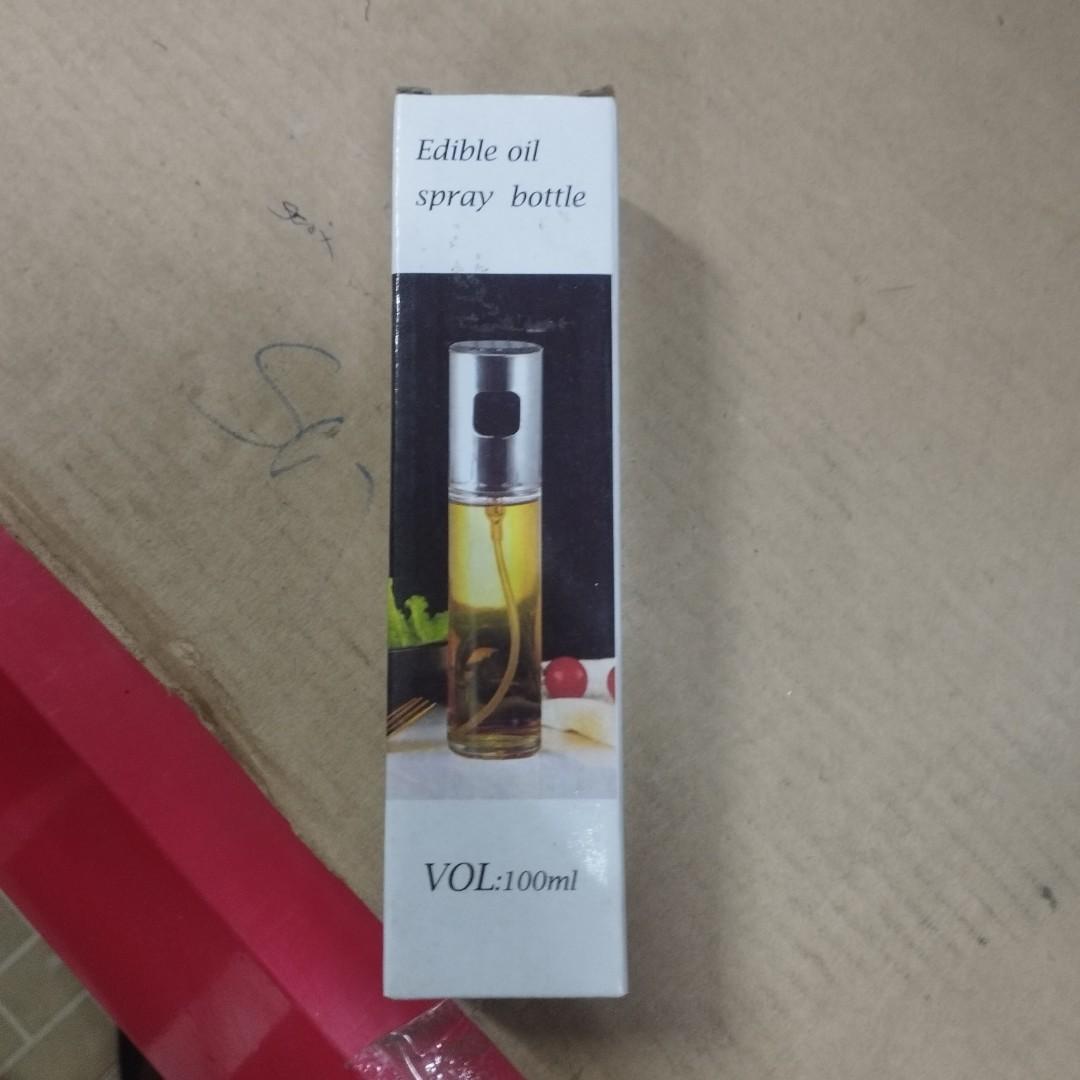 Edible oil
spray bottle
VOL:100ml